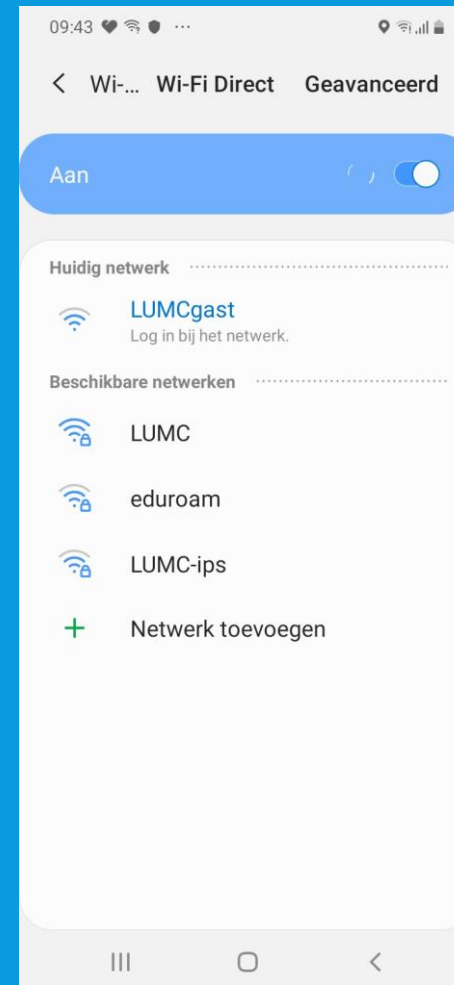 09:43
Wi-... Wi-Fi Direct Geavanceerd
Aan
Huidig netwerk
LUMCgast
Log in bij het netwerk.
Beschikbare netwerken
LUMC
eduroam
LUMC-ips
Netwerk toevoegen